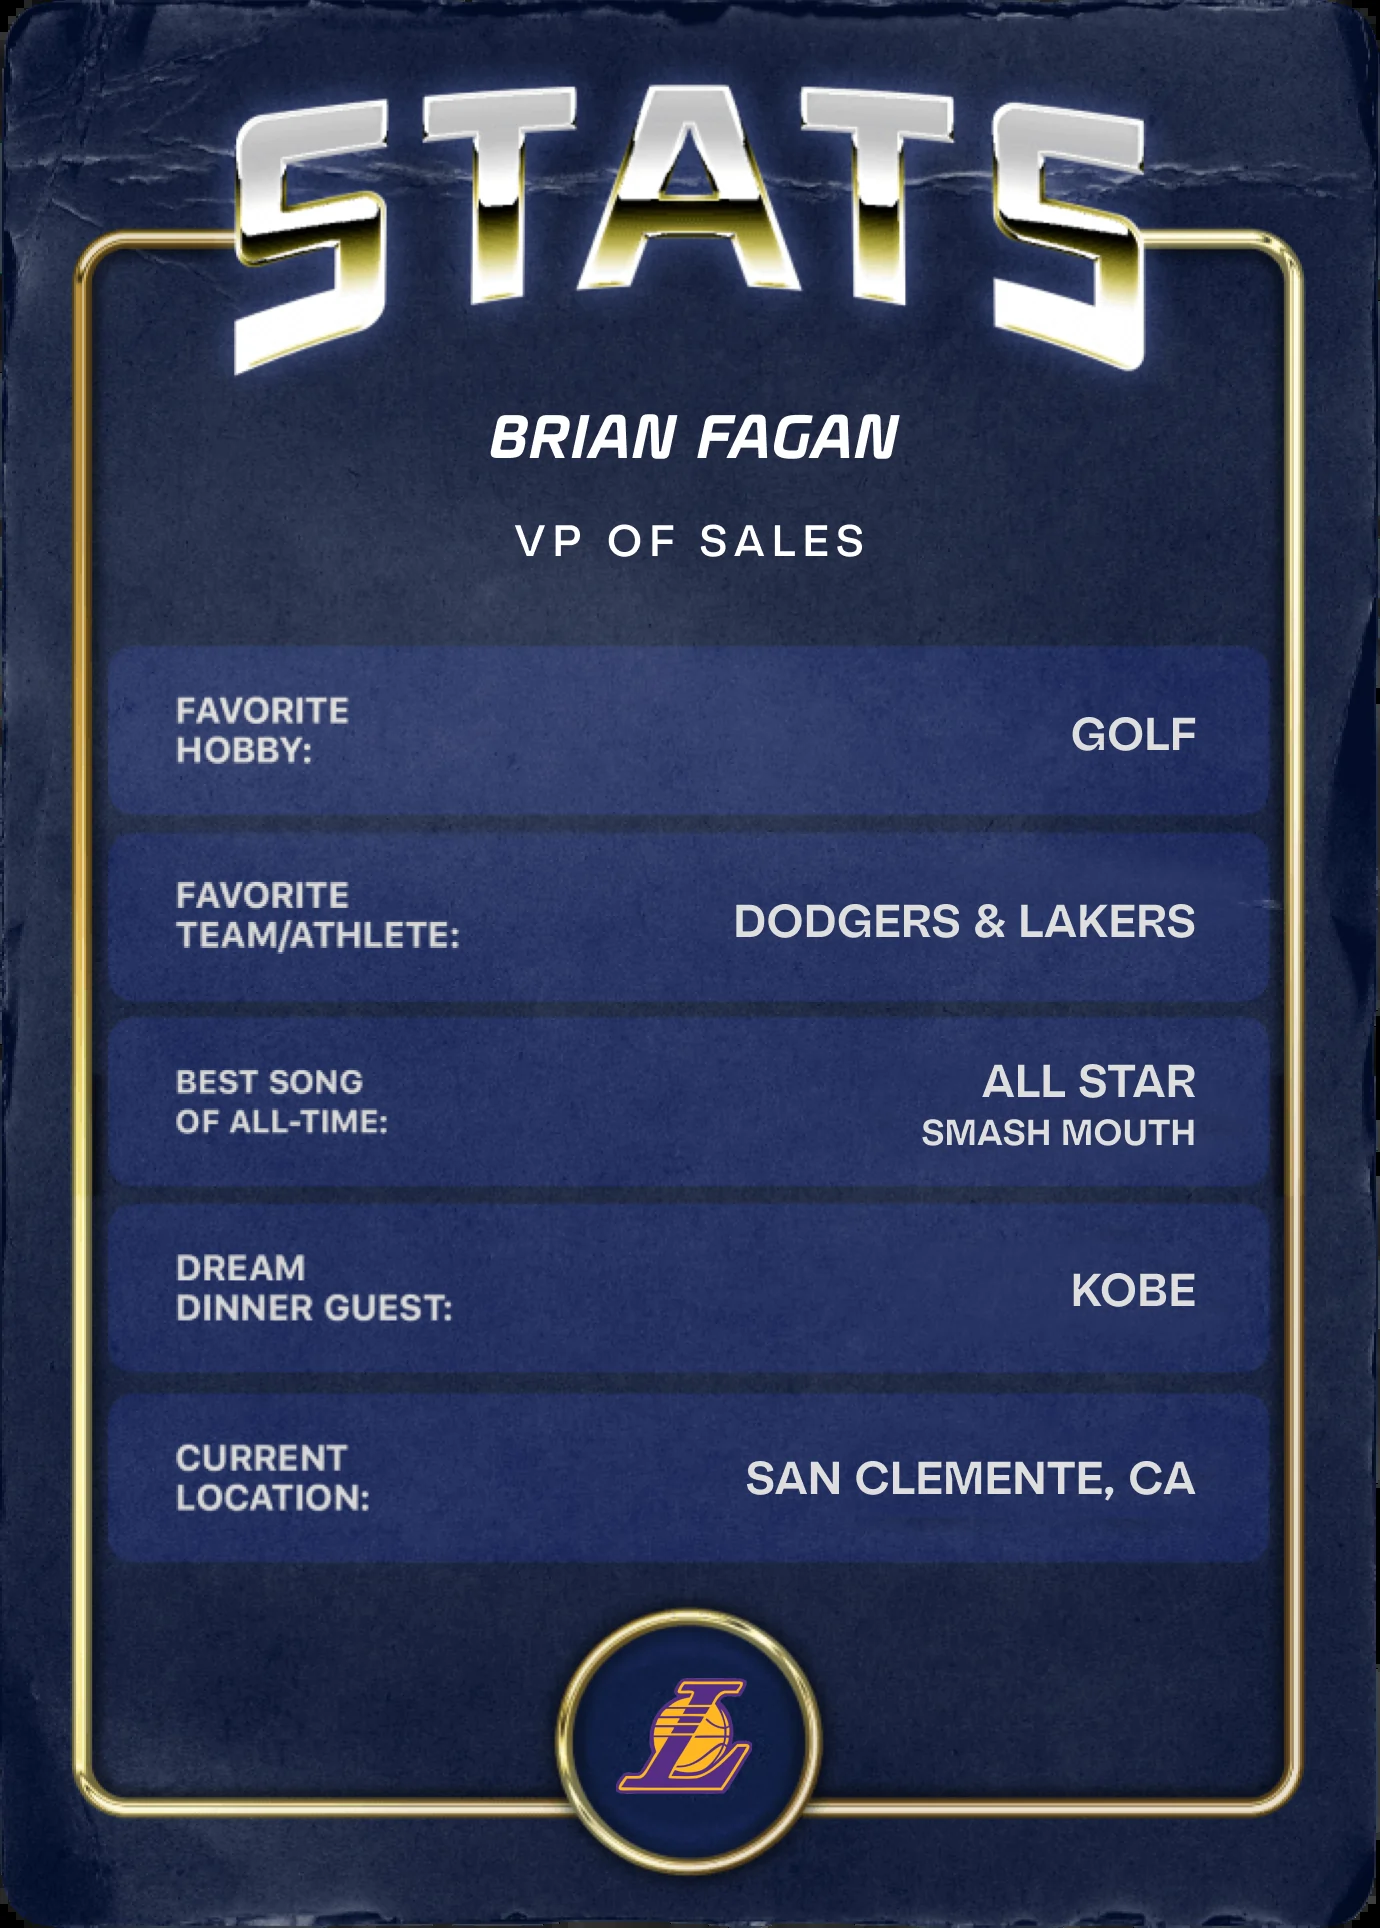 STATS
BRIAN FAGAN
VP OF SALES
FAVORITE
HOBBY:
GOLF
FAVORITE
TEAM/ATHLETE:
DODGERS & LAKERS
BEST SONG
OF ALL-TIME:
ALL STAR
SMASH MOUTH
DREAM
DINNER GUEST:
KOBE
CURRENT
LOCATION:
SAN CLEMENTE, CA
L